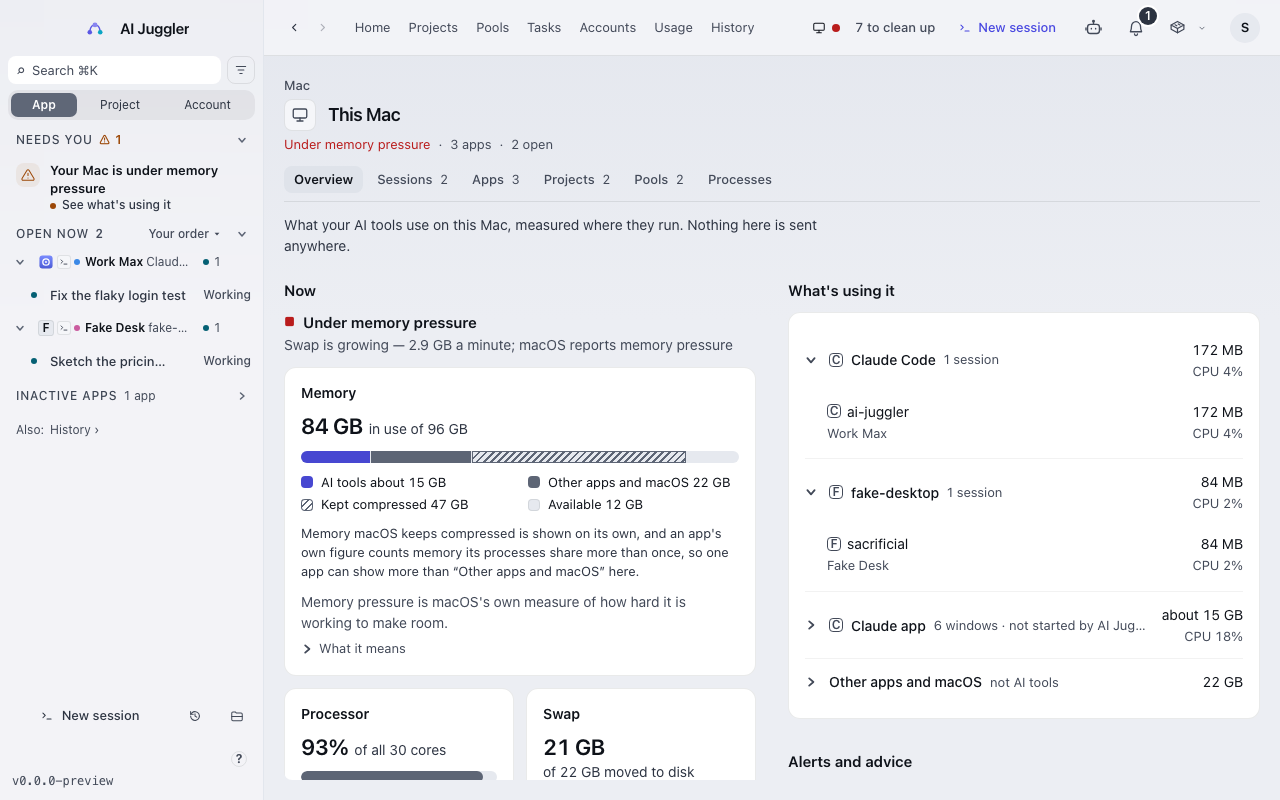 AI Juggler
Search ⌘K
App Project Account
NEEDS YOU 1
Your Mac is under memory
pressure
See what's using it
OPEN NOW 2 Your order
Work Max Claud... 1
Fix the flaky login test Working
F Fake Desk fake-... 1
Sketch the pricin... Working
INACTIVE APPS 1 app
Also: History ›
New session
?
v0.0.0-preview
Home Projects Pools Tasks Accounts Usage History
7 to clean up
New session
1
S
Mac
This Mac
Under memory pressure · 3 apps · 2 open
Overview Sessions 2 Apps 3 Projects 2 Pools 2 Processes
What your AI tools use on this Mac, measured where they run. Nothing here is sent
anywhere.
Now
Under memory pressure
Swap is growing — 2.9 GB a minute; macOS reports memory pressure
Memory
84 GB in use of 96 GB
AI tools about 15 GB Other apps and macOS 22 GB
Kept compressed 47 GB Available 12 GB
Memory macOS keeps compressed is shown on its own, and an app's
own figure counts memory its processes share more than once, so one
app can show more than “Other apps and macOS” here.
Memory pressure is macOS's own measure of how hard it is
working to make room.
What it means
Processor
93% of all 30 cores
Swap
21 GB
of 22 GB moved to disk
What's using it
C Claude Code 1 session 172 MB
CPU 4%
C ai-juggler 172 MB
Work Max CPU 4%
F fake-desktop 1 session 84 MB
CPU 2%
F sacrificial 84 MB
Fake Desk CPU 2%
C Claude app 6 windows · not started by AI Jug... about 15 GB
CPU 18%
Other apps and macOS not AI tools 22 GB
Alerts and advice